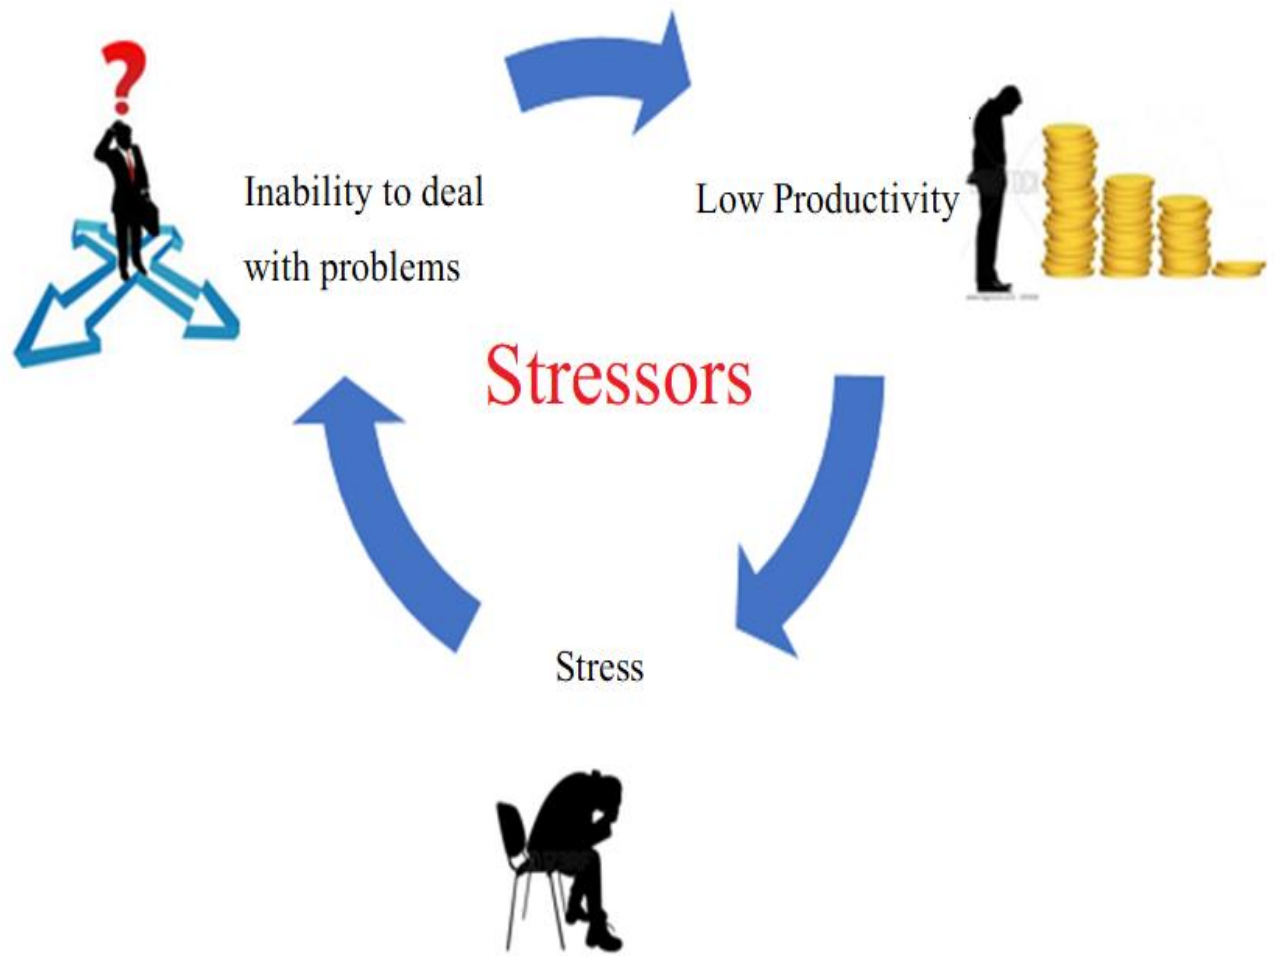 ?
Inability to deal
with problems
Low Productivity
Stressors
Stress